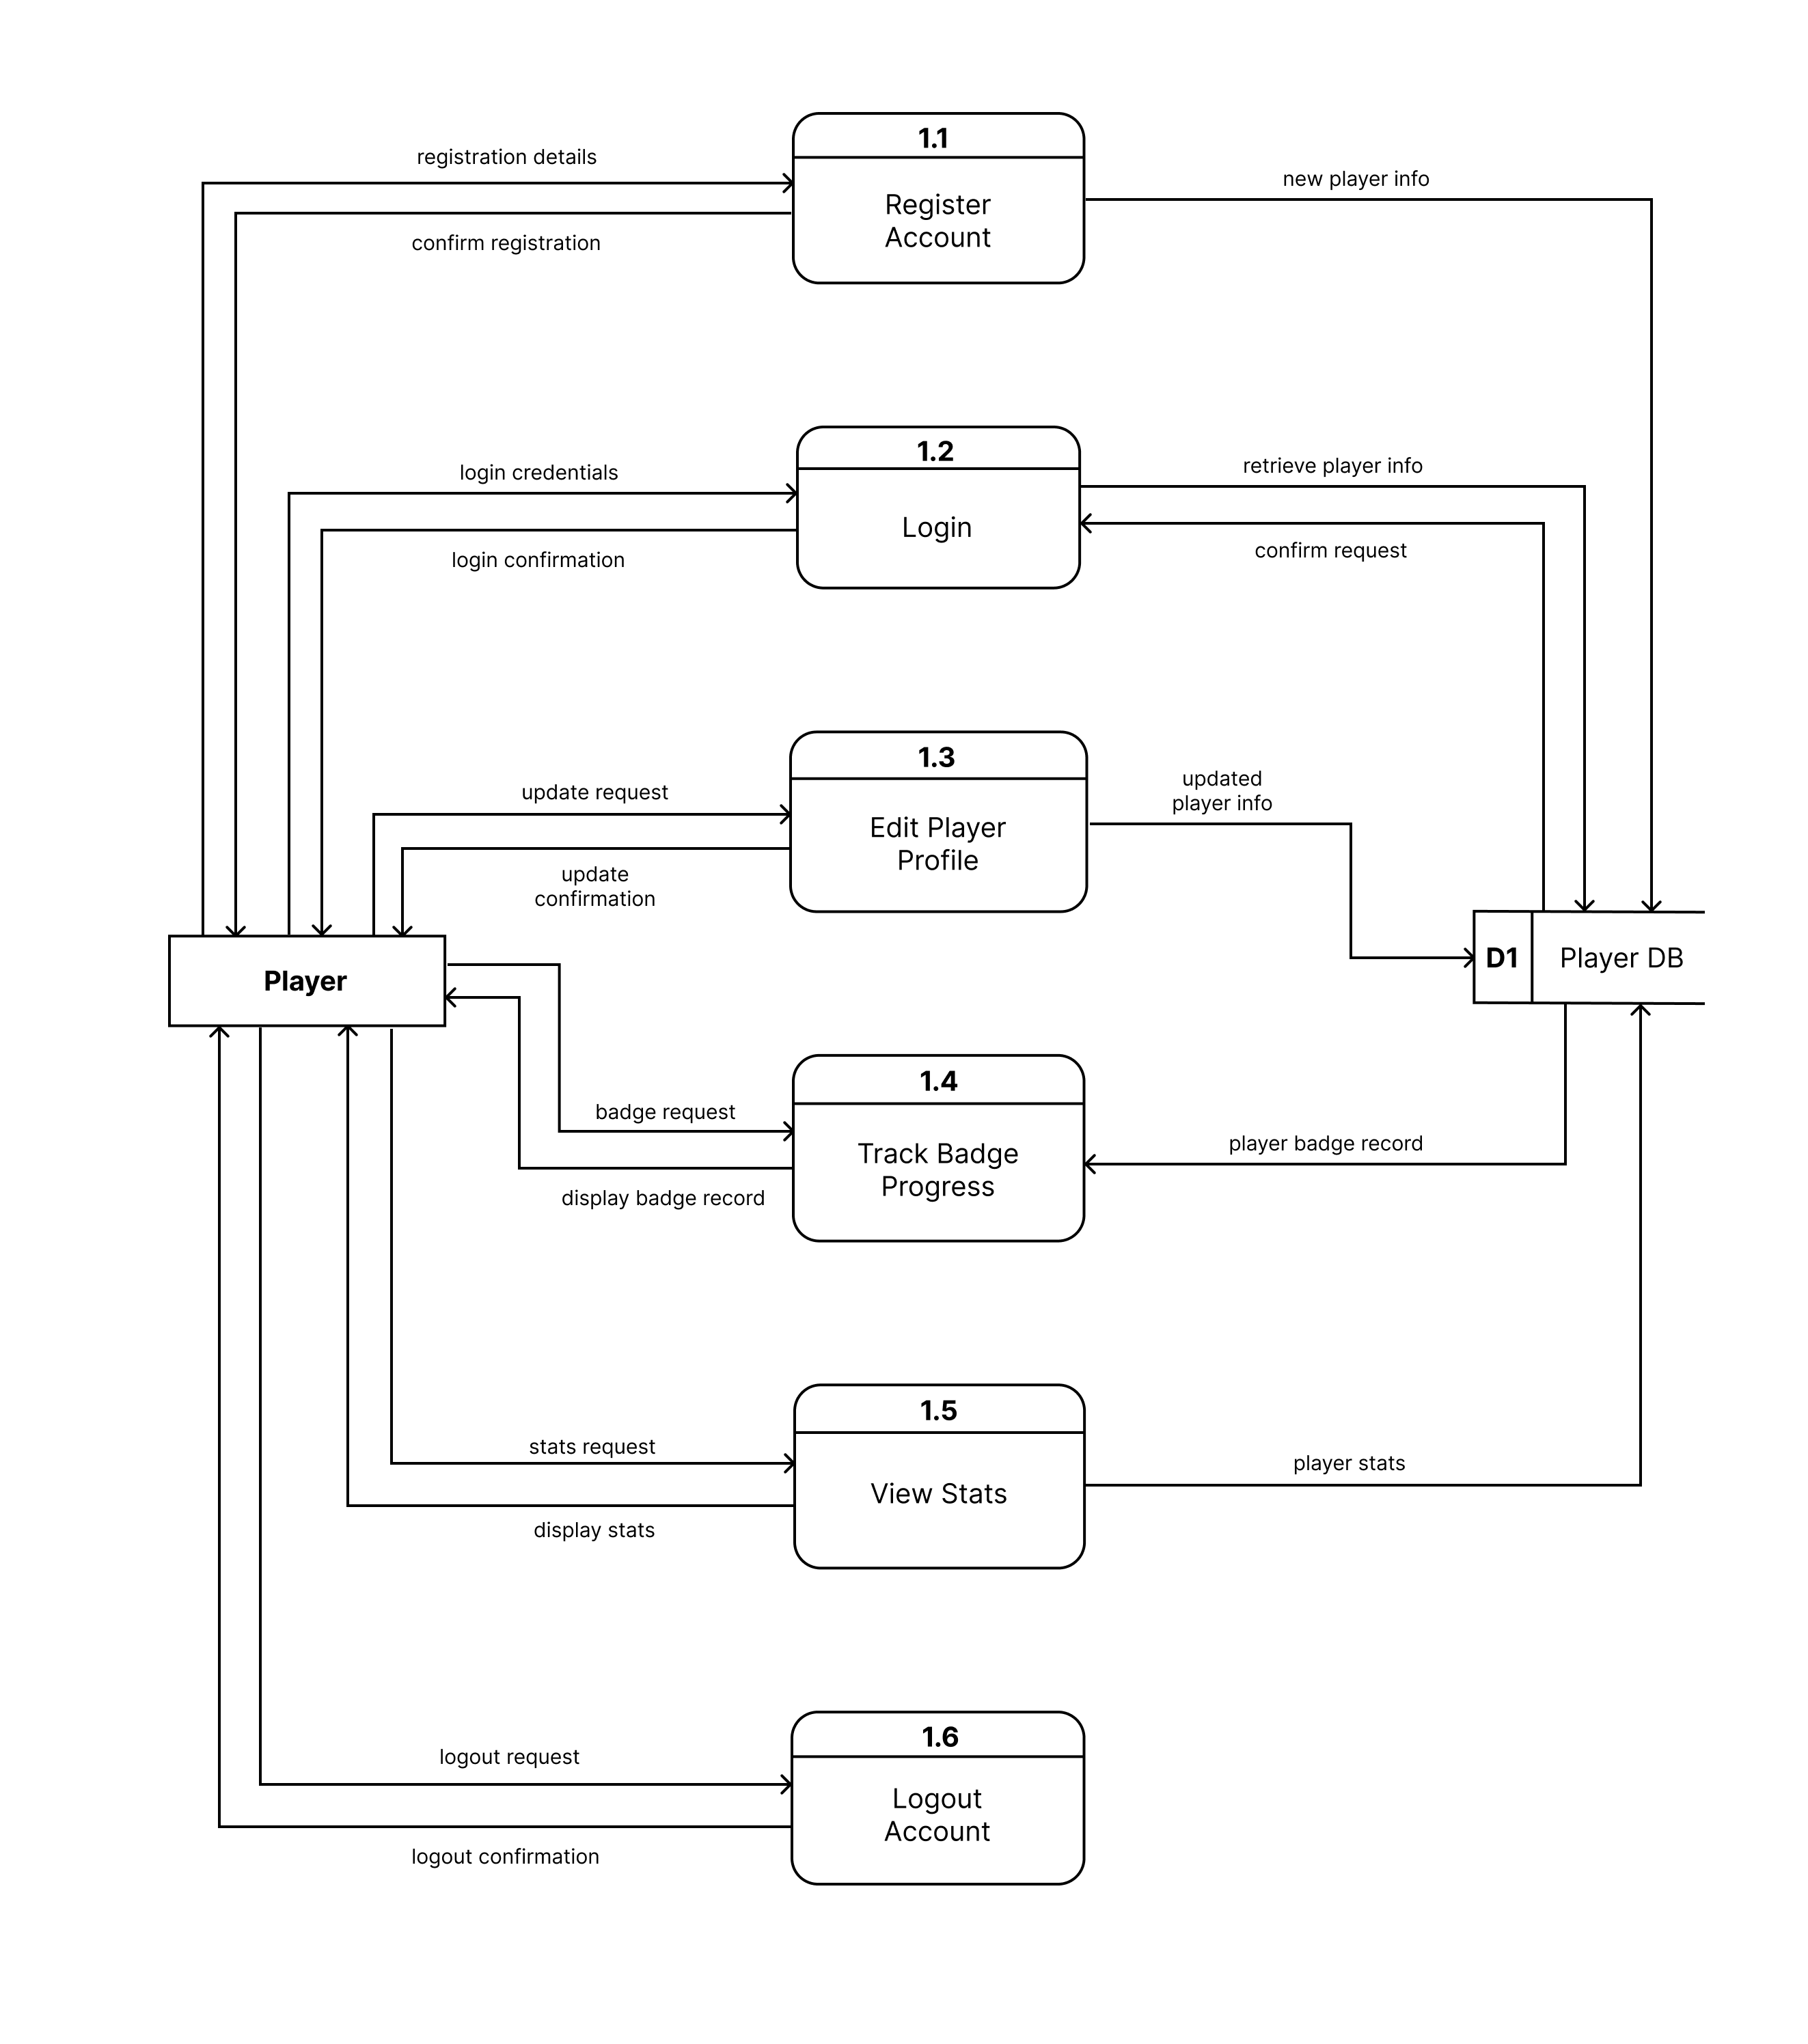 1.1
registration details
new player info
Register
Account
confirm registration
1.2
login credentials
retrieve player info
Login
login confirmation
confirm request
1.3
update request
updated
player info
Edit Player
Profile
update
confirmation
Player
D1
Player DB
1.4
badge request
player badge record
Track Badge
Progress
display badge record
1.5
stats request
player stats
View Stats
display stats
1.6
logout request
Logout
Account
logout confirmation